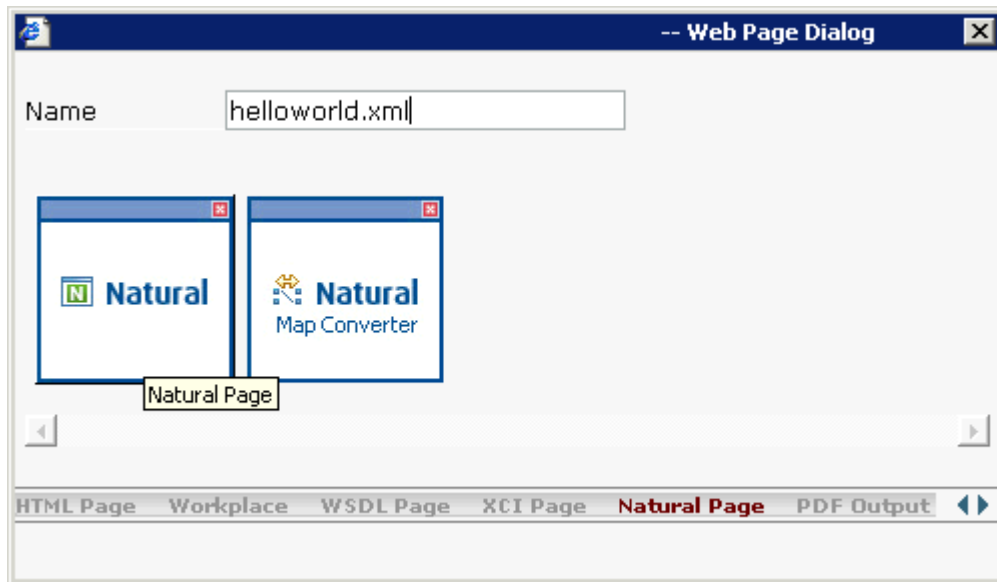 -- Web Page Dialog
Name helloworld.xml
N Natural Natural
Map Converter
Natural Page
HTML Page Workplace WSDL Page XCI Page Natural Page PDF Output